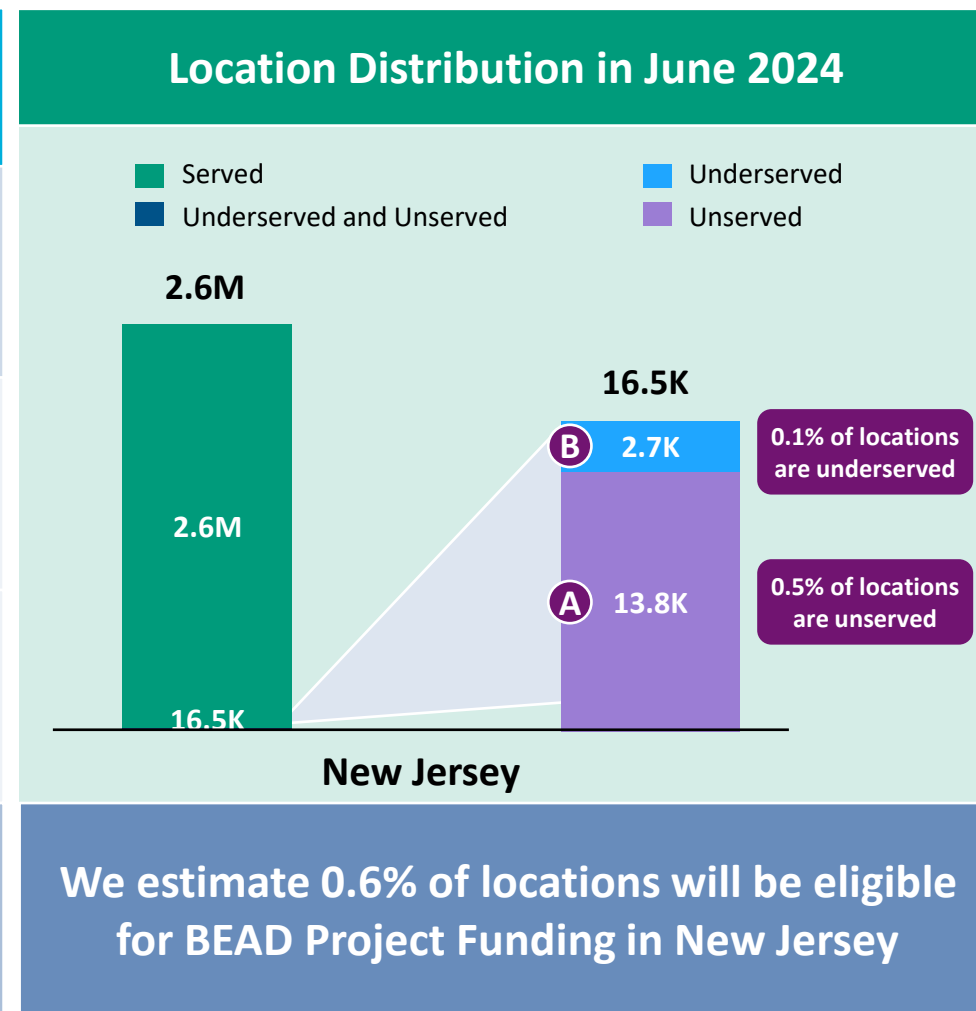 Location Distribution in June 2024
Served
Underserved
Underserved and Unserved
Unserved
2.6M
16.5K
B
2.7K
0.1% of locations
are underserved
2.6M
A
13.8K
0.5% of locations
are unserved
16.5K
New Jersey
We estimate 0.6% of locations will be eligible
for BEAD Project Funding in New Jersey